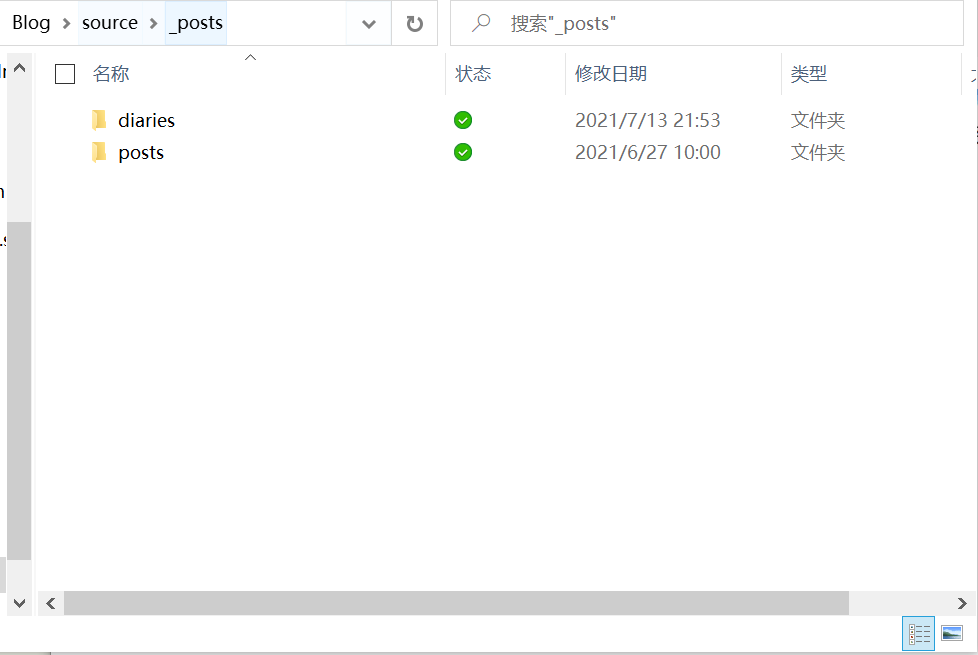 Blog > source > _posts
搜索"_posts"
名称 状态 修改日期 类型
diaries 2021/7/13 21:53 文件夹
posts 2021/6/27 10:00 文件夹